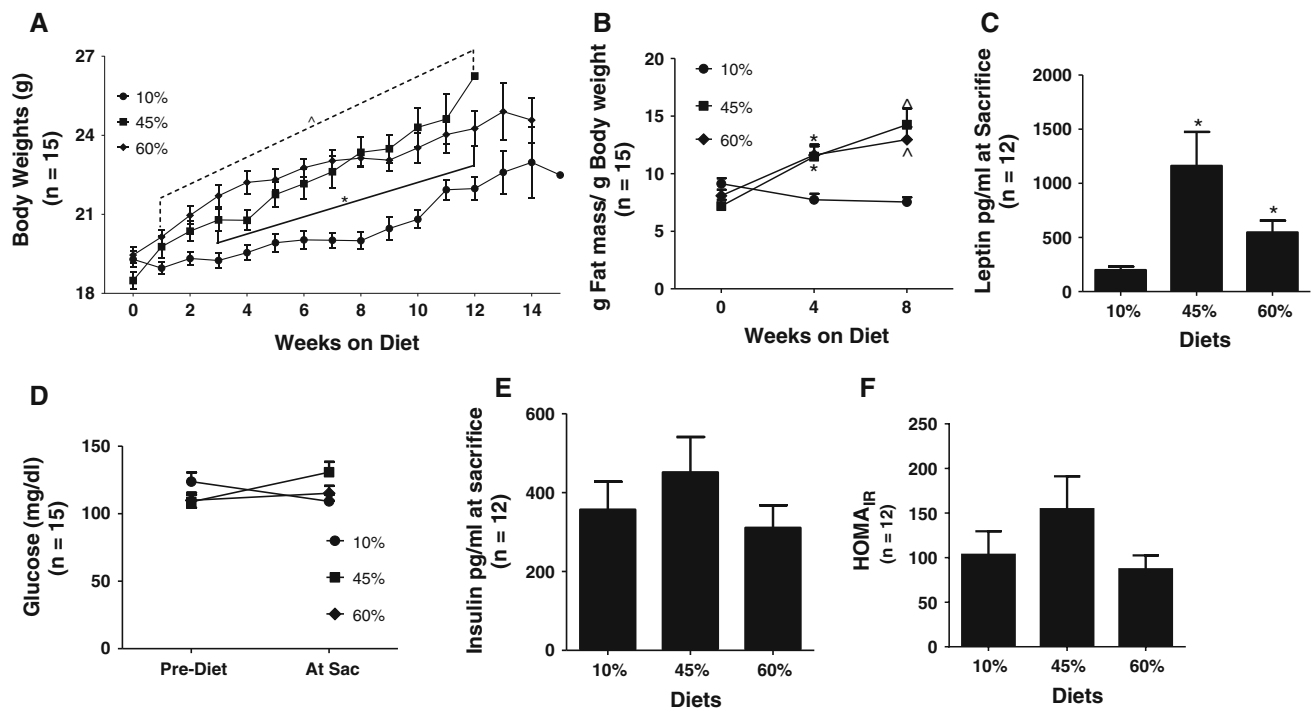 A
Body Weights (g)
(n = 15)
27
24
21
18
10%
45%
60%
^
*
0 2 4 6 8 10 12 14
Weeks on Diet
B
g Fat mass/ g Body weight
(n = 15)
20
15
10
5
0
10%
45%
60%
*
*
^
^
0 4 8
Weeks on Diet
C
Leptin pg/ml at Sacrifice
(n = 12)
2000
1500
1000
500
0
*
*
10% 45% 60%
Diets
D
Glucose (mg/dl)
(n = 15)
150
100
50
0
10%
45%
60%
Pre-Diet At Sac
E
Insulin pg/ml at sacrifice
(n = 12)
600
400
200
0
10% 45% 60%
Diets
F
HOMA_IR
(n = 12)
250
200
150
100
50
0
10% 45% 60%
Diets